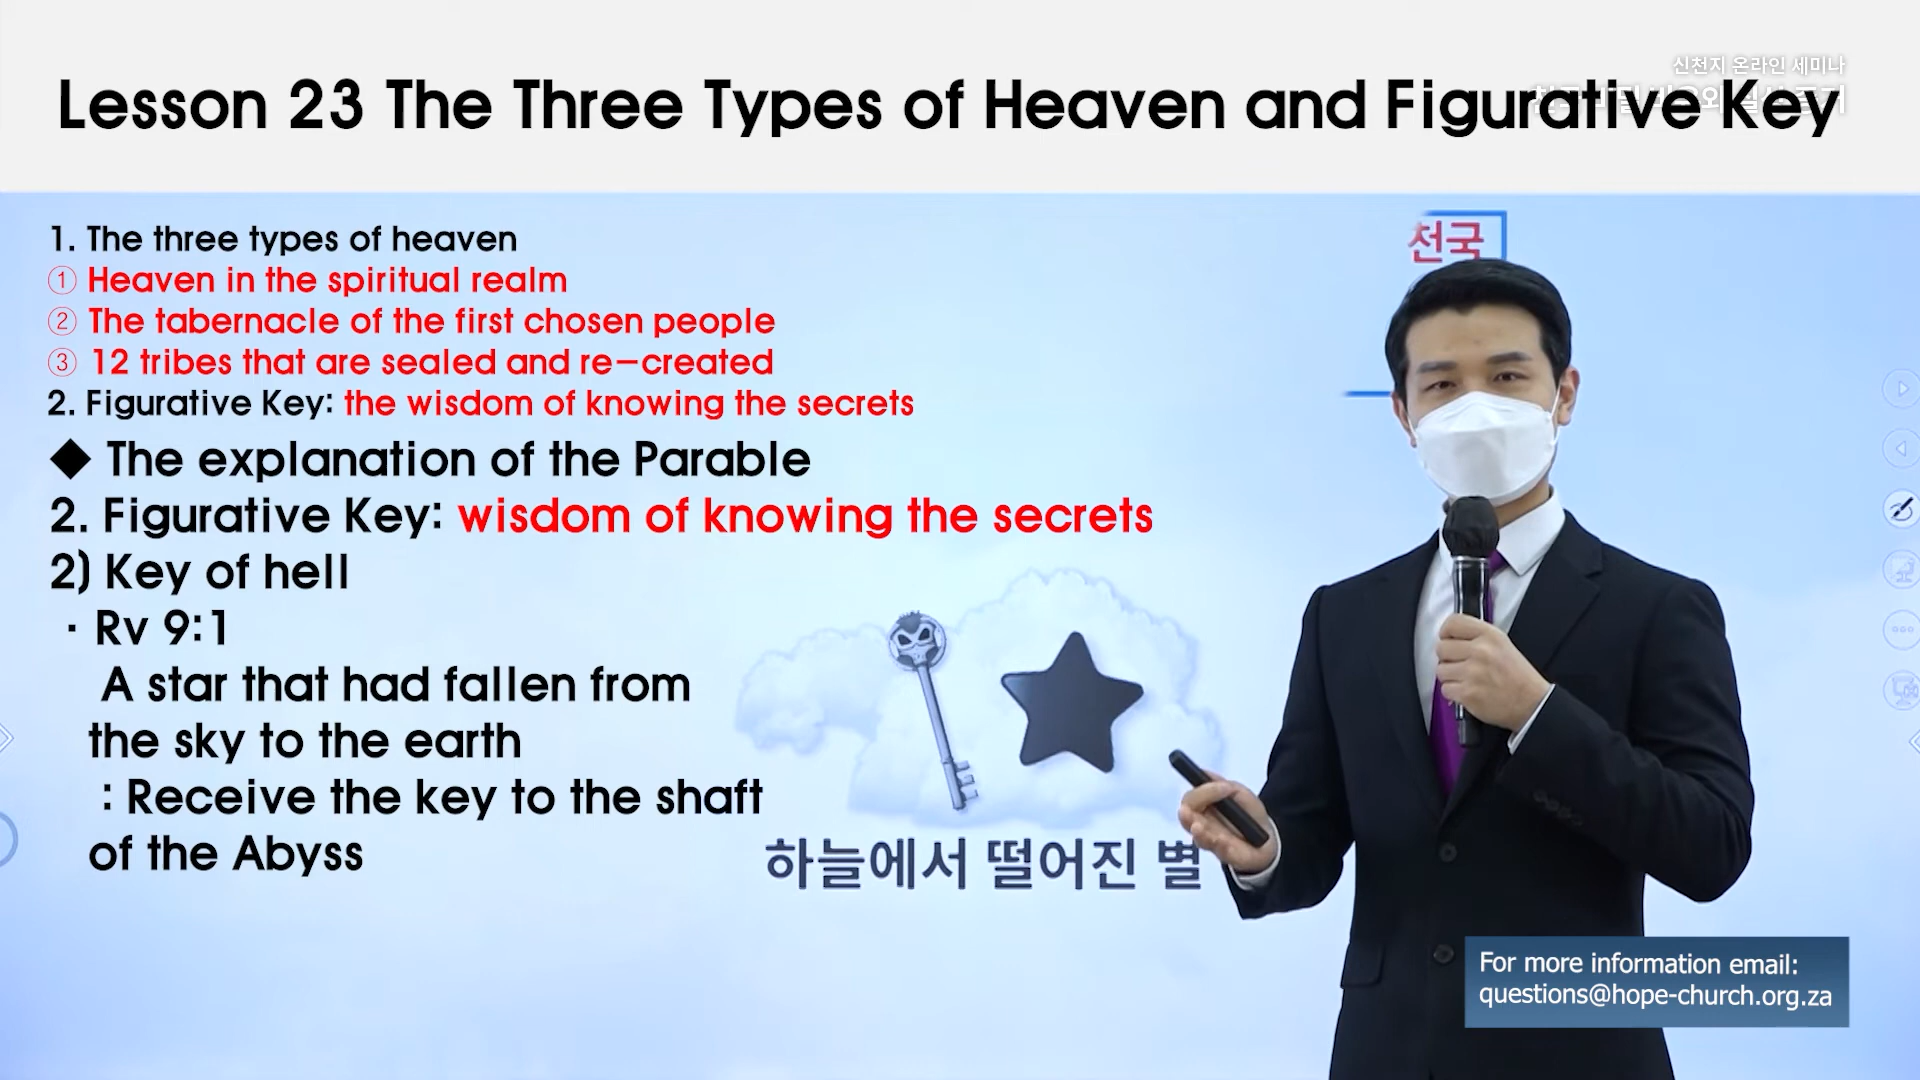 신천지 온라인 세미나
Lesson 23 The Three Types of Heaven and Figurative Key
1. The three types of heaven
① Heaven in the spiritual realm
② The tabernacle of the first chosen people
③ 12 tribes that are sealed and re-created
2. Figurative Key: the wisdom of knowing the secrets
◆ The explanation of the Parable
2. Figurative Key: wisdom of knowing the secrets
2) Key of hell
· Rv 9:1
A star that had fallen from
the sky to the earth
: Receive the key to the shaft
of the Abyss
천국
하늘에서 떨어진 별
For more information email:
questions@hope-church.org.za